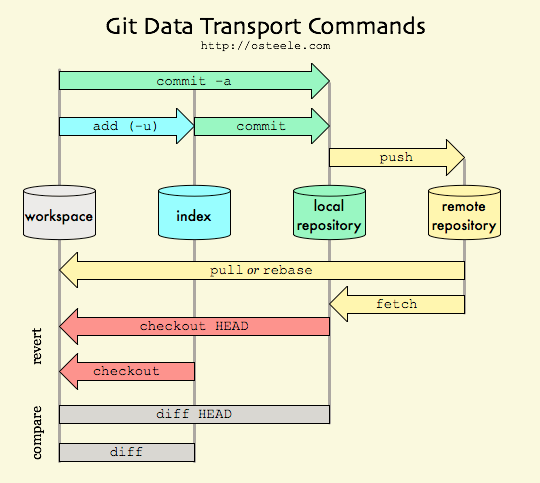 Git Data Transport Commands
http://osteele.com
commit -a
add (-u)
commit
push
workspace
index
local
repository
remote
repository
pull or rebase
fetch
revert
checkout HEAD
checkout
compare
diff HEAD
diff